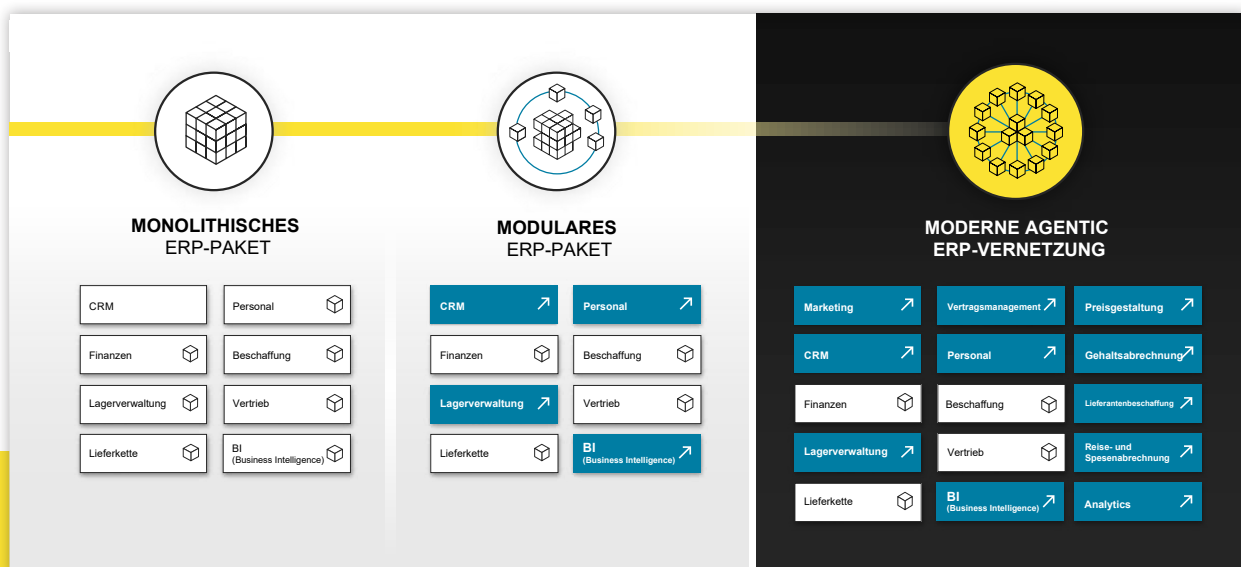 MONOLITHISCHES
ERP-PAKET
CRM
Personal
Finanzen
Beschaffung
Lagerverwaltung
Vertrieb
Lieferkette
BI
(Business Intelligence)
MODULARES
ERP-PAKET
CRM
Personal
Finanzen
Beschaffung
Lagerverwaltung
Vertrieb
Lieferkette
BI
(Business Intelligence)
MODERNE AGENTIC
ERP-VERNETZUNG
Marketing
Vertragsmanagement
Preisgestaltung
CRM
Personal
Gehaltsabrechnung
Finanzen
Beschaffung
Lieferantenbeschaffung
Lagerverwaltung
Vertrieb
Reise- und
Spesenabrechnung
Lieferkette
BI
(Business Intelligence)
Analytics